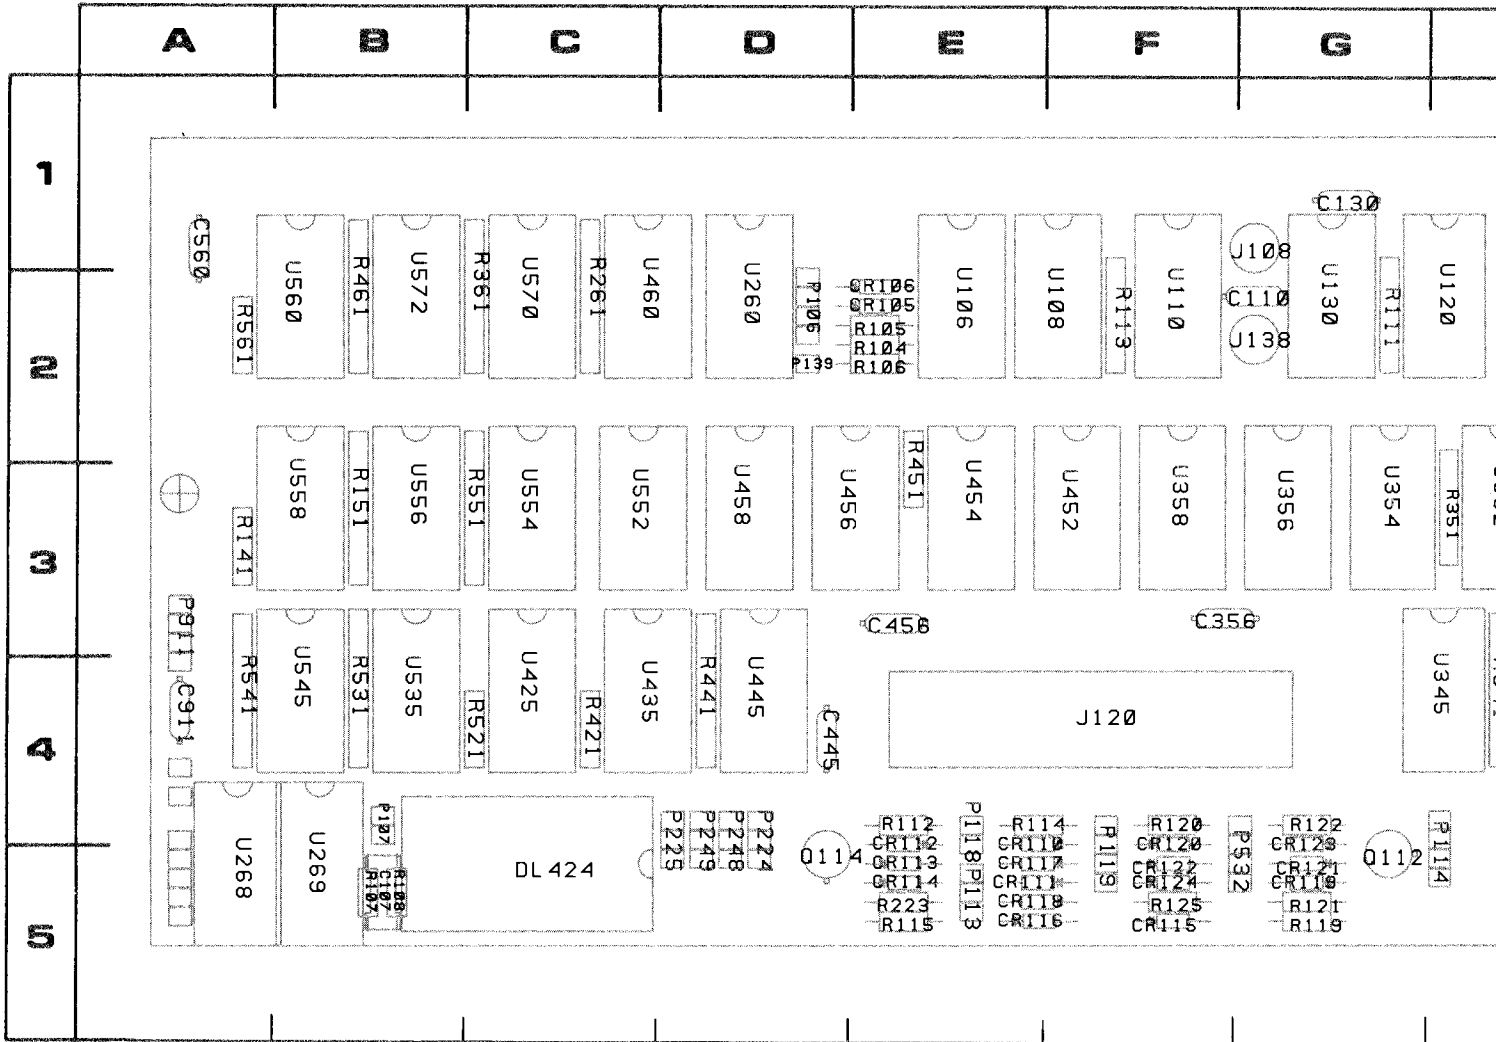 A B C D E F G
1
C130
C560 U560 R461 U572 R361 U570 R261 U460 U260 P106 CR106 U106 U108 R113 U110 J108 U130 R111 U120
CR105
C110
R561 R105
R104
J138
2
P139 R106
U558 R151 U556 R551 U554 U552 U458 U456 R451 U454 U452 U358 U356 U354 R351
R141
3
P911 C456 C356
R541 U545 R531 U535 U425 U435 R441 U445 U345
C911 R521 R421 C445 J120
4
P107 P225 P249 P248 P224 R112 P118 R114 P119 R120 P532 R122 P114
CR112 CR110 CR120 CR123
U268 U269 DL424 Q114 CR113 CR117 CR122 CR121 Q112
R107 C107 R108 CR114 P113 CR111 CR124 CR119
R223 CR118 R125 R121
5
R115 CR116 CR115 R119